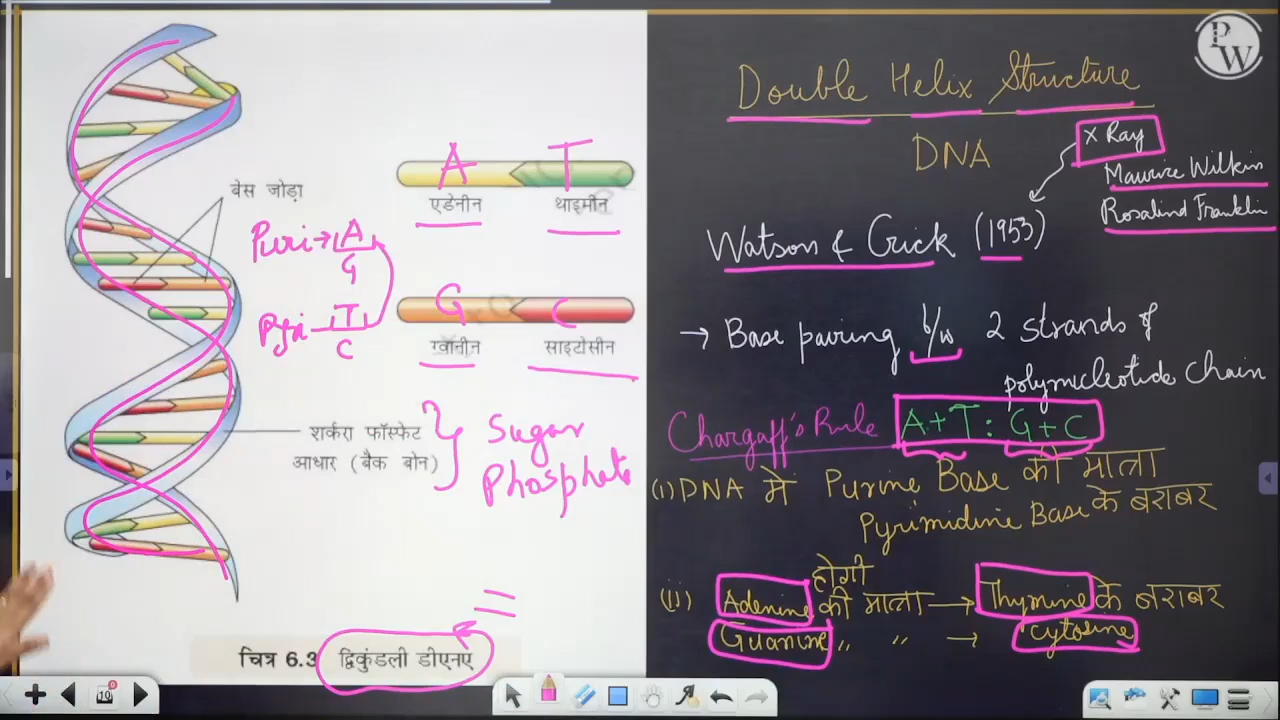 बेस जोड़ा
A T
एडेनीन थाइमीन
Puri → A
G
Pyri T
C
G C
ग्वानीन साइटोसीन
शर्करा फॉस्फेट
आधार (बैक बोन)
Sugar
Phosphate
चित्र 6.3 द्विकुंडली डीएनए
PW
Double Helix Structure
DNA
X Ray
Maurice Wilkin
Rosalind Franklin
Watson & Crick (1953)
→ Base pairing b/w 2 strands of
polynucleotide Chain
Chargaff's Rule A+T : G+C
(i) DNA में Purine Base की मात्रा
Pyrimidine Base के बराबर
होगी
(ii) Adenine की मात्रा → Thymine के बराबर
Guanine " " → Cytosine
10